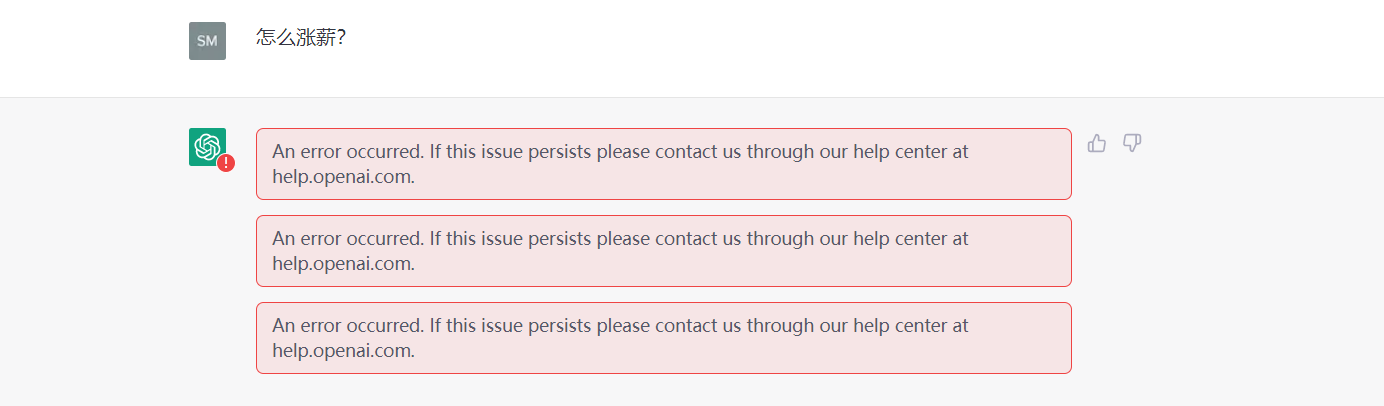 SM
怎么涨薪?
An error occurred. If this issue persists please contact us through our help center at
help.openai.com.
An error occurred. If this issue persists please contact us through our help center at
help.openai.com.
An error occurred. If this issue persists please contact us through our help center at
help.openai.com.